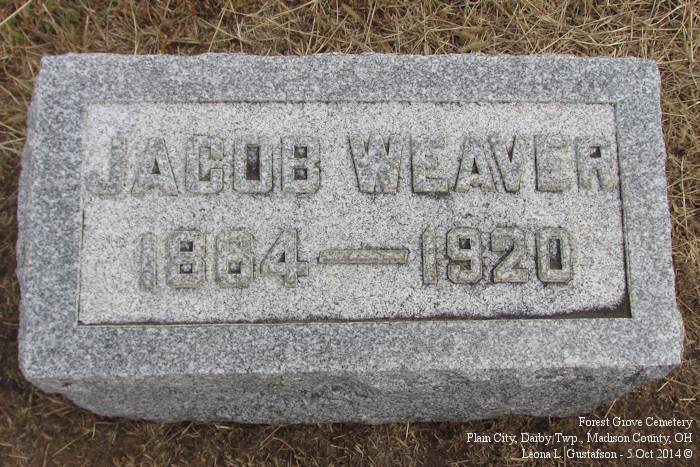 JACOB WEAVER
1864 — 1920
Forest Grove Cemetery
Plain City, Darby Twp., Madison County, OH
Leona L. Gustafson - 5 Oct 2014 ©